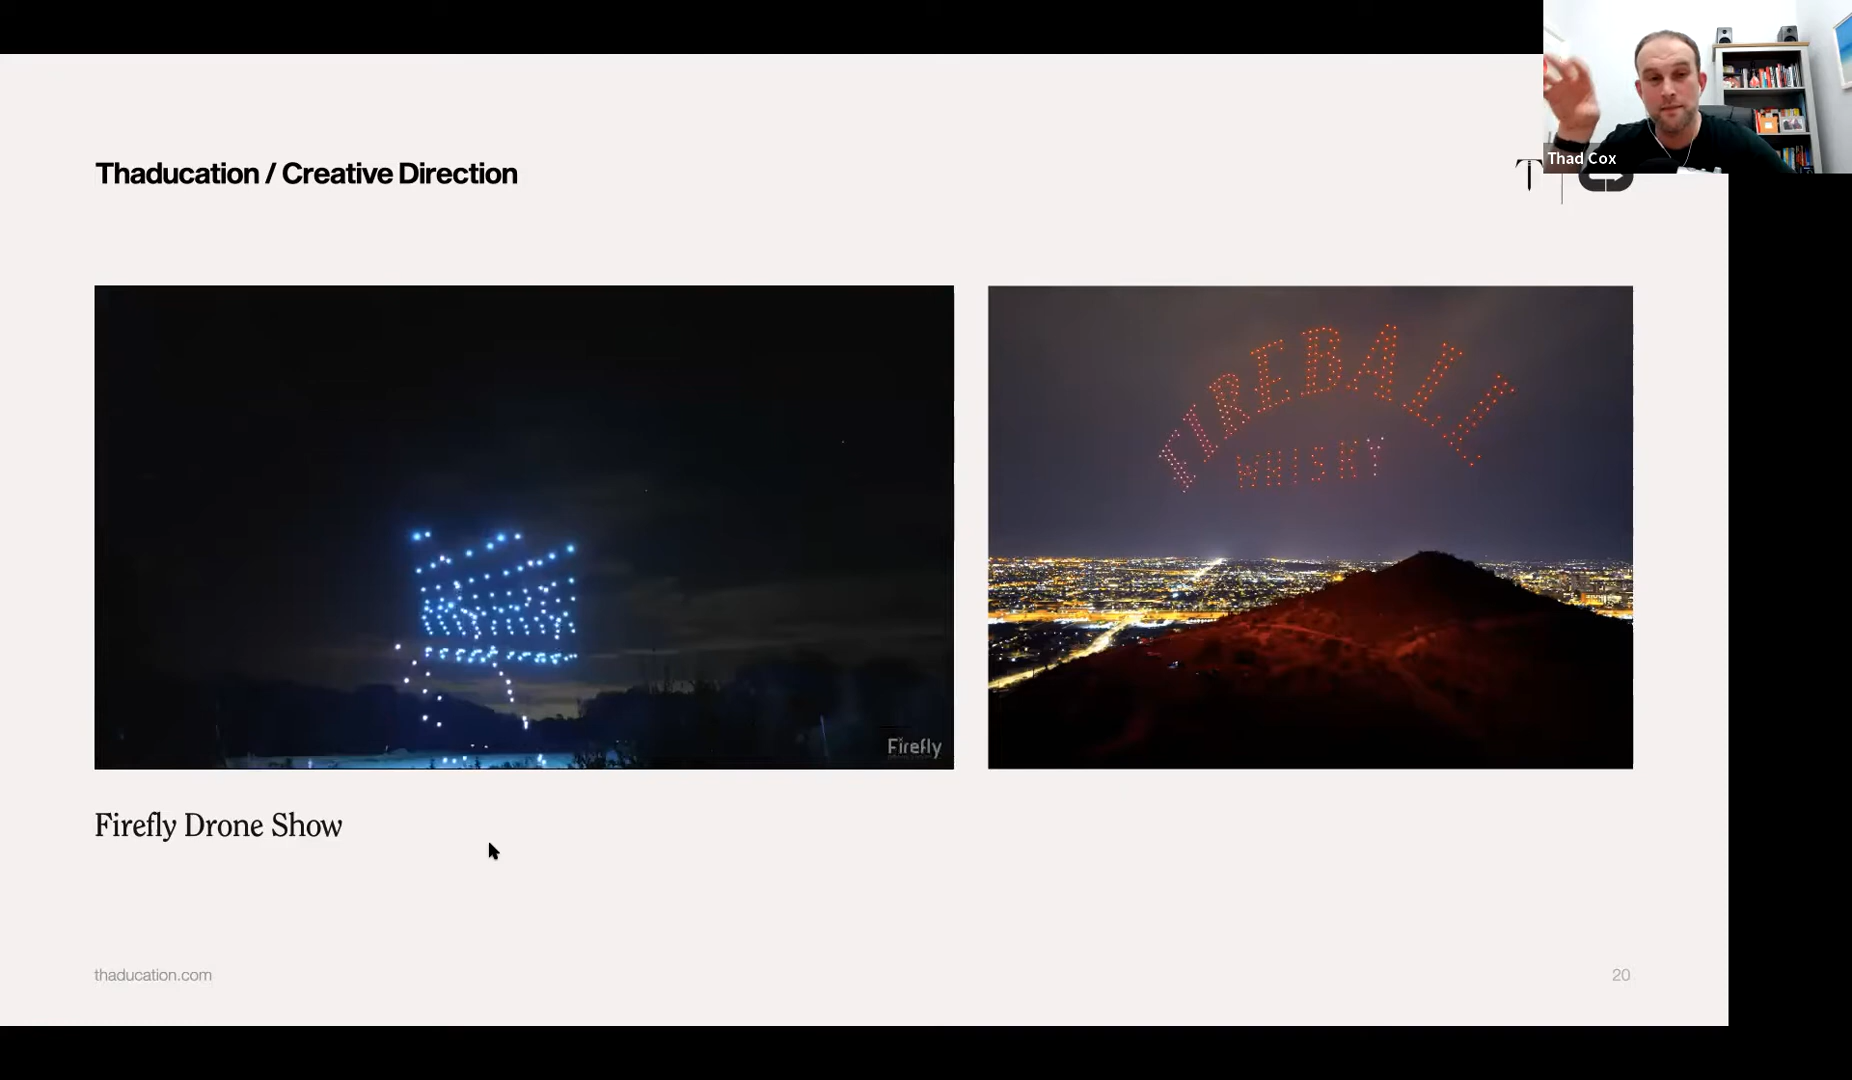 Thaducation / Creative Direction
T
Thad Cox
FIREBALL
WHISKY
Firefly
Firefly Drone Show
thaducation.com
20